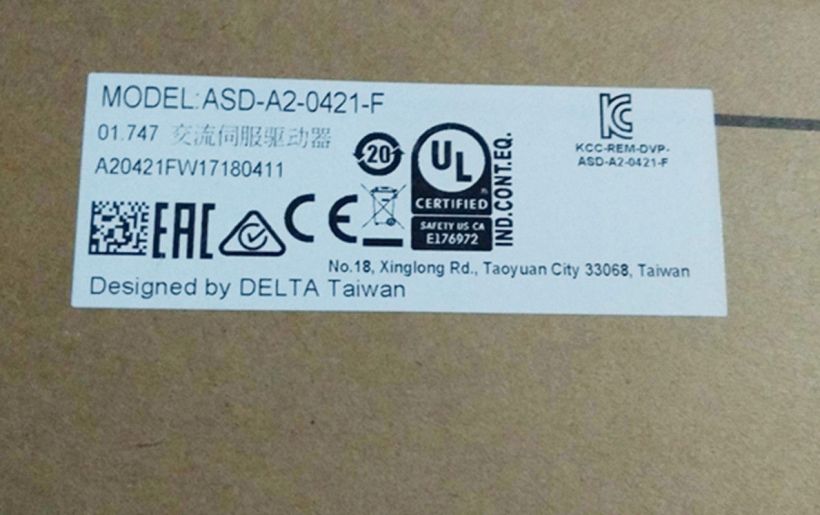 MODEL:ASD-A2-0421-F
01.747 交流伺服驱动器
A20421FW17180411
20
UL
CERTIFIED
SAFETY US CA
E176972
IND.CONT.EQ.
KC
KCC-REM-DVP-
ASD-A2-0421-F
EAC
CE
No.18, Xinglong Rd., Taoyuan City 33068, Taiwan
Designed by DELTA Taiwan